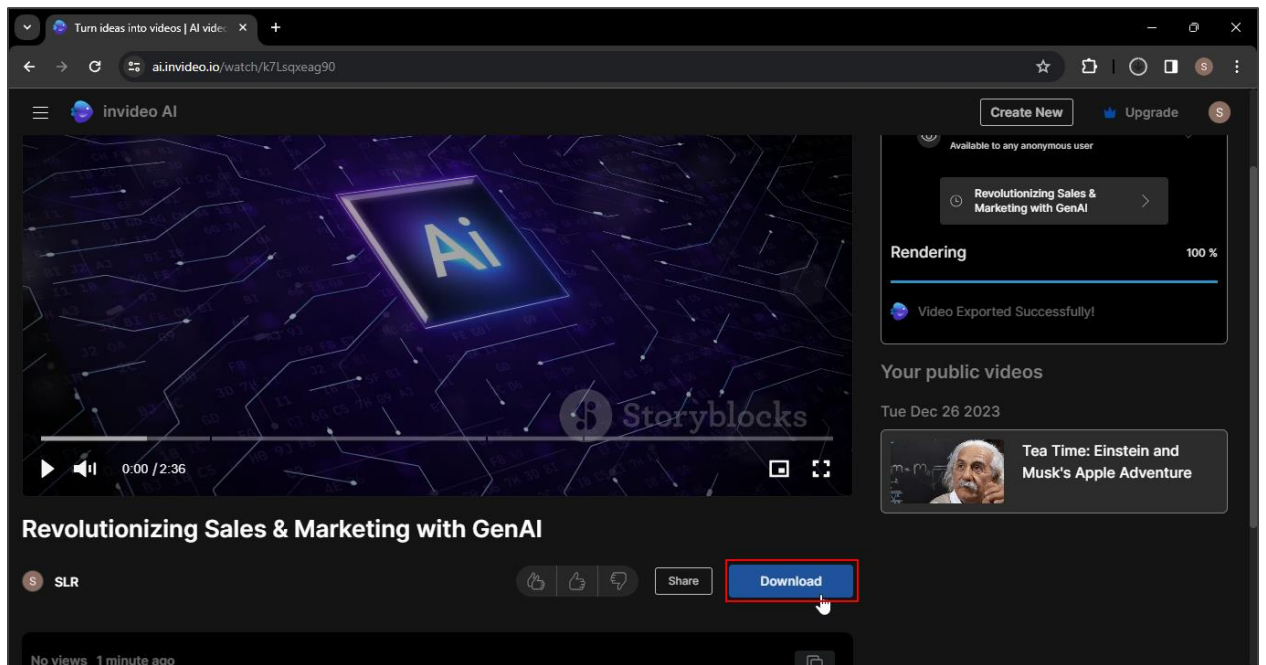 Turn ideas into videos | AI vide
ai.invideo.io/watch/k7Lsqxeag90
S
invideo AI
Create New
Upgrade
S
Ai
Storyblocks
0:00 / 2:36
Available to any anonymous user
Revolutionizing Sales &
Marketing with GenAI
Rendering
100 %
Video Exported Successfully!
Your public videos
Tue Dec 26 2023
Tea Time: Einstein and
Musk's Apple Adventure
Revolutionizing Sales & Marketing with GenAI
S
SLR
Share
Download
No views 1 minute ago